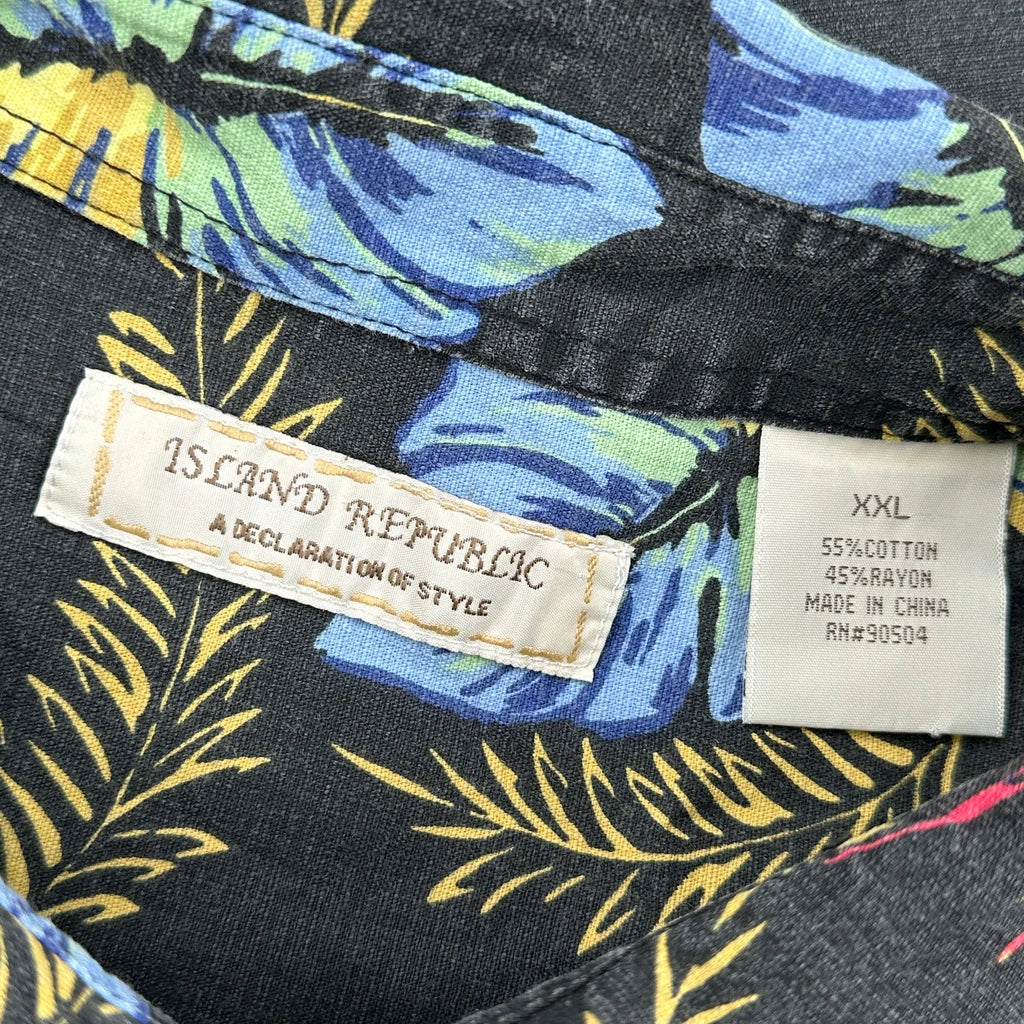 ISLAND REPUBLIC
A DECLARATION OF STYLE
XXL
55%COTTON
45%RAYON
MADE IN CHINA
RN#90504